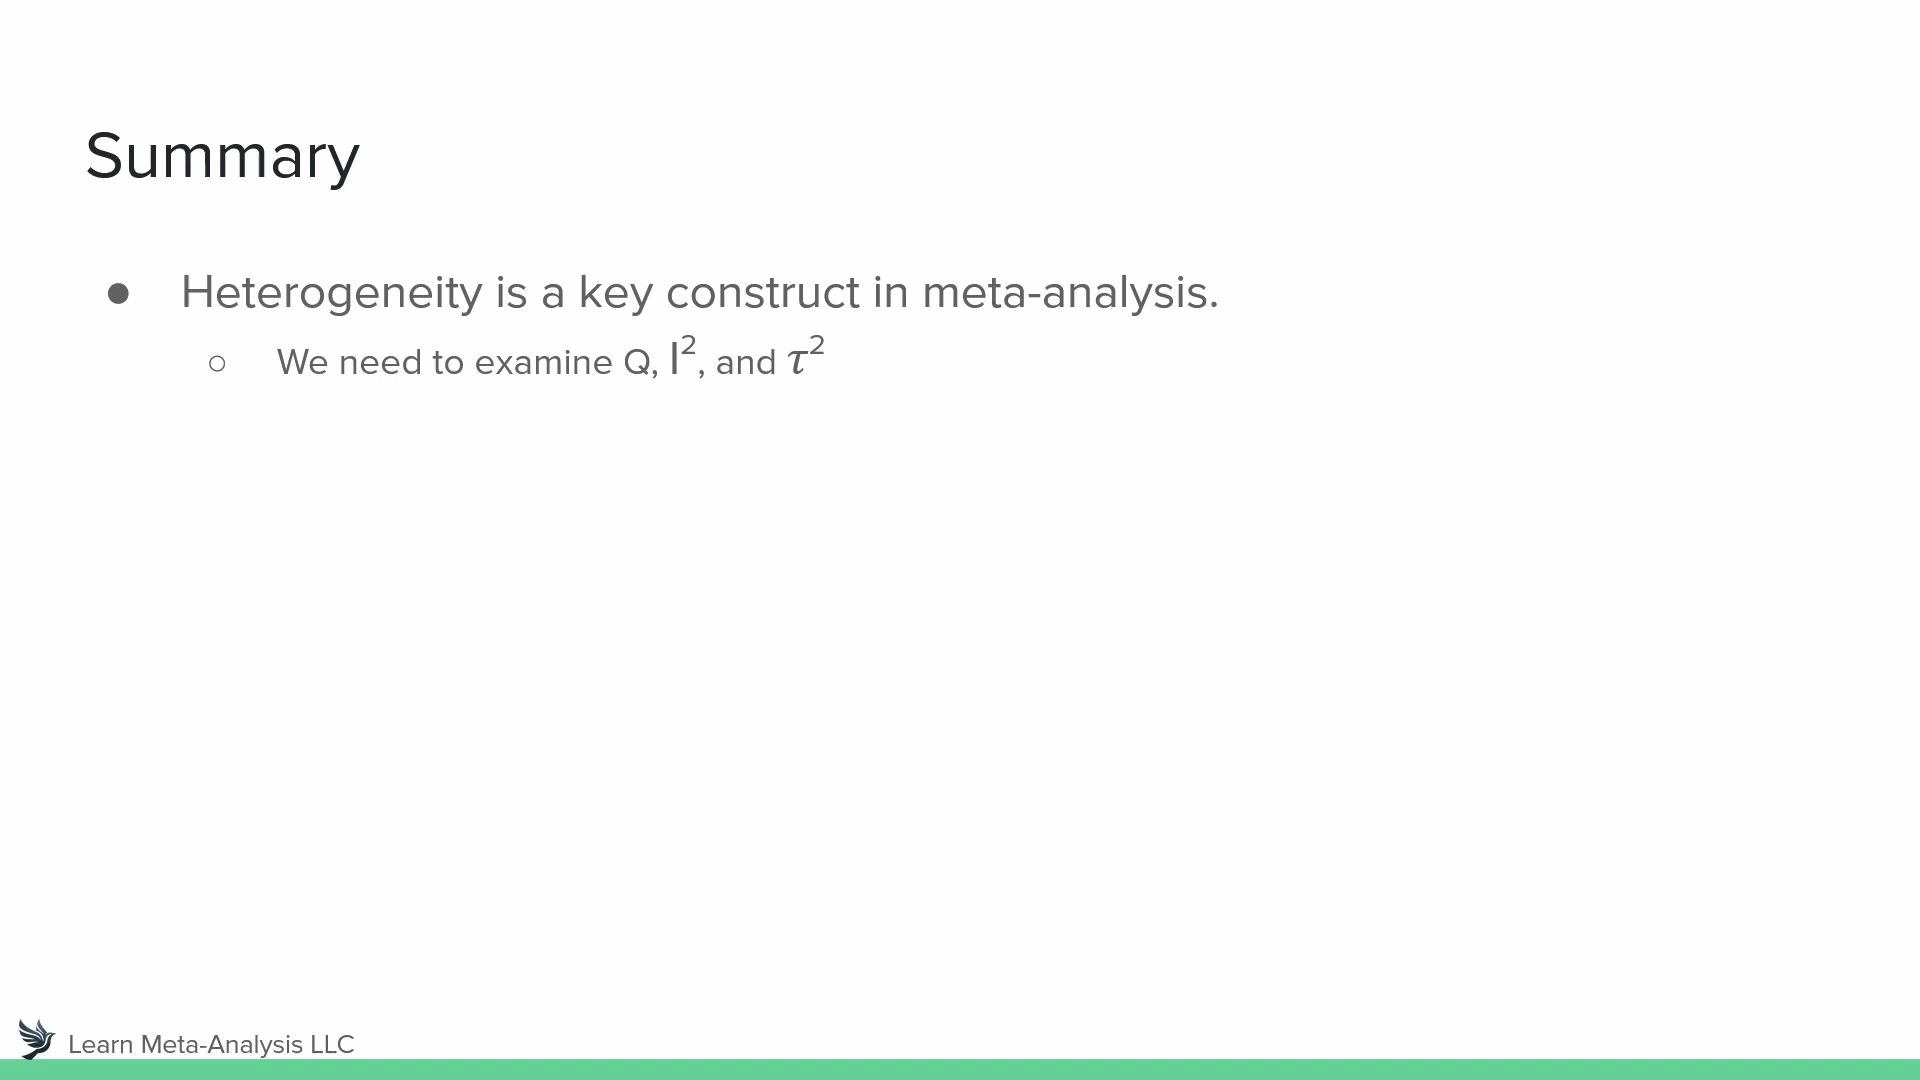 Summary
● Heterogeneity is a key construct in meta-analysis.
○ We need to examine Q, I², and τ²
Learn Meta-Analysis LLC